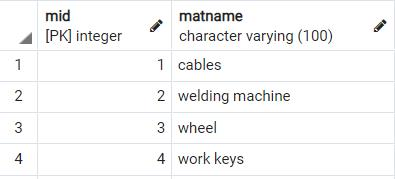 mid matname
[PK] integer character varying (100)
1 1 cables
2 2 welding machine
3 3 wheel
4 4 work keys